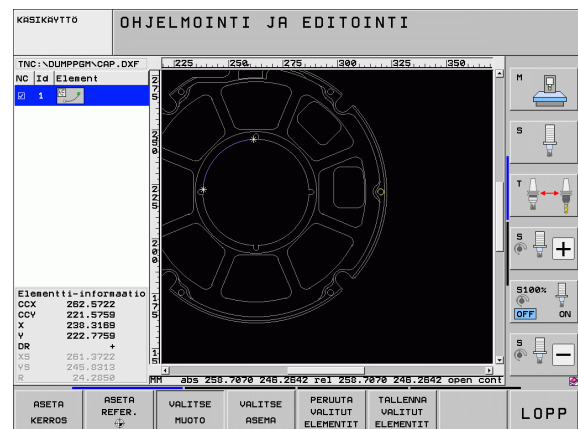 KÄSIKÄYTTÖ
OHJELMOINTI JA EDITOINTI
TNC:\DUMPPGM\CAP.DXF
NC Id Element
1
225 250 275 300 325 350
275
250
225
200
175
Elementti-informaatio
CCX 262.5722
CCY 221.5759
X 238.3169
Y 222.7759
DR +
XS 261.3722
YS 245.8313
R 24.2850
MM abs 258.7070 246.2642 rel 258.7070 246.2642 open cont
M
S
T
S
+
S100%
OFF ON
S
−
ASETA KERROS
ASETA REFER.
VALITSE MUOTO
VALITSE ASEMA
PERUUTA VALITUT ELEMENTIT
TALLENNA VALITUT ELEMENTIT
LOPP